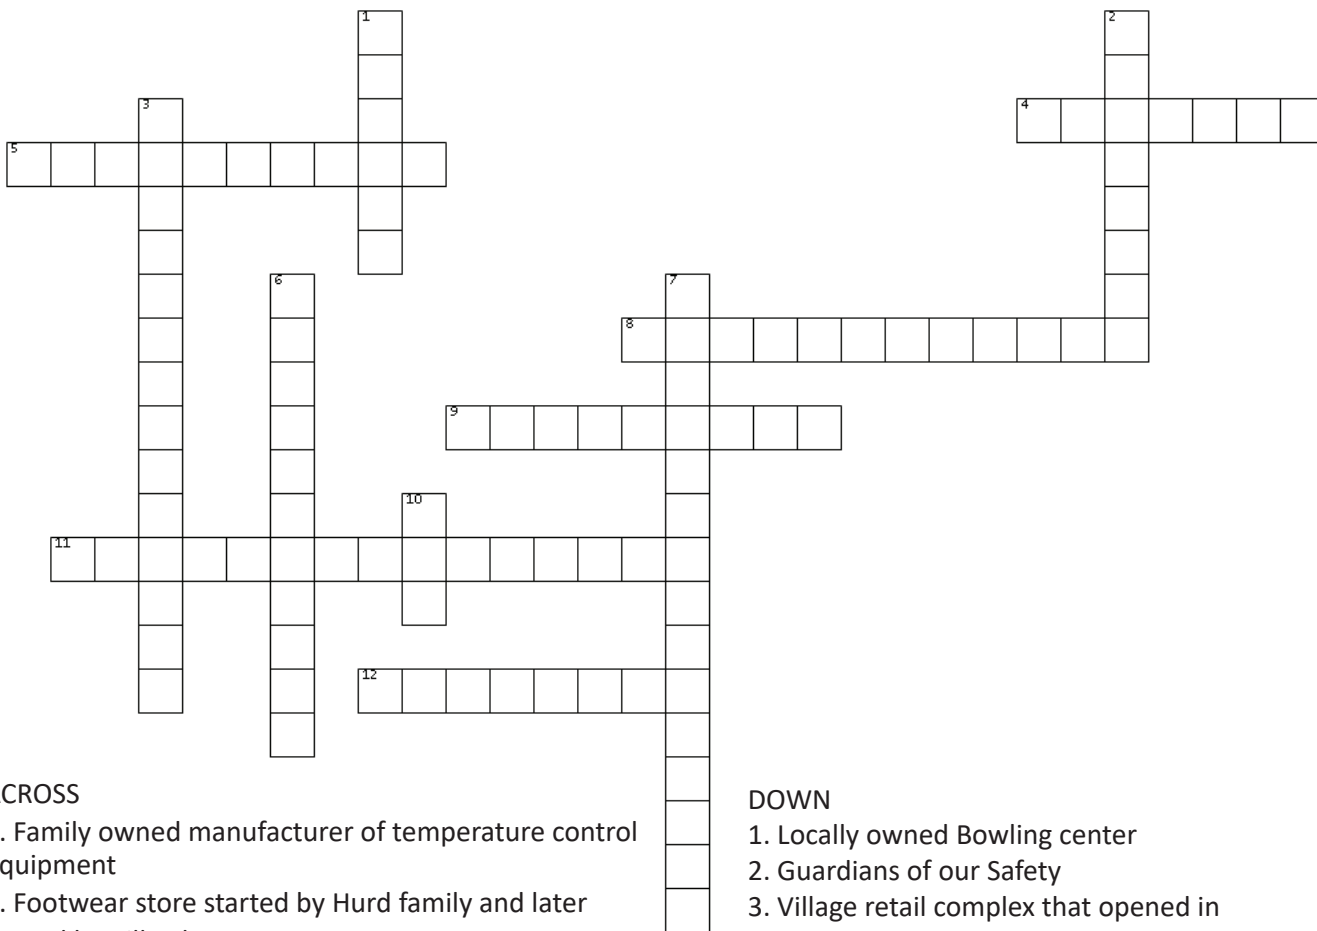 1
2
3
4
5
6
7
8
9
10
11
12
CROSS
. Family owned manufacturer of temperature control
quipment
. Footwear store started by Hurd family and later
DOWN
1. Locally owned Bowling center
2. Guardians of our Safety
3. Village retail complex that opened in